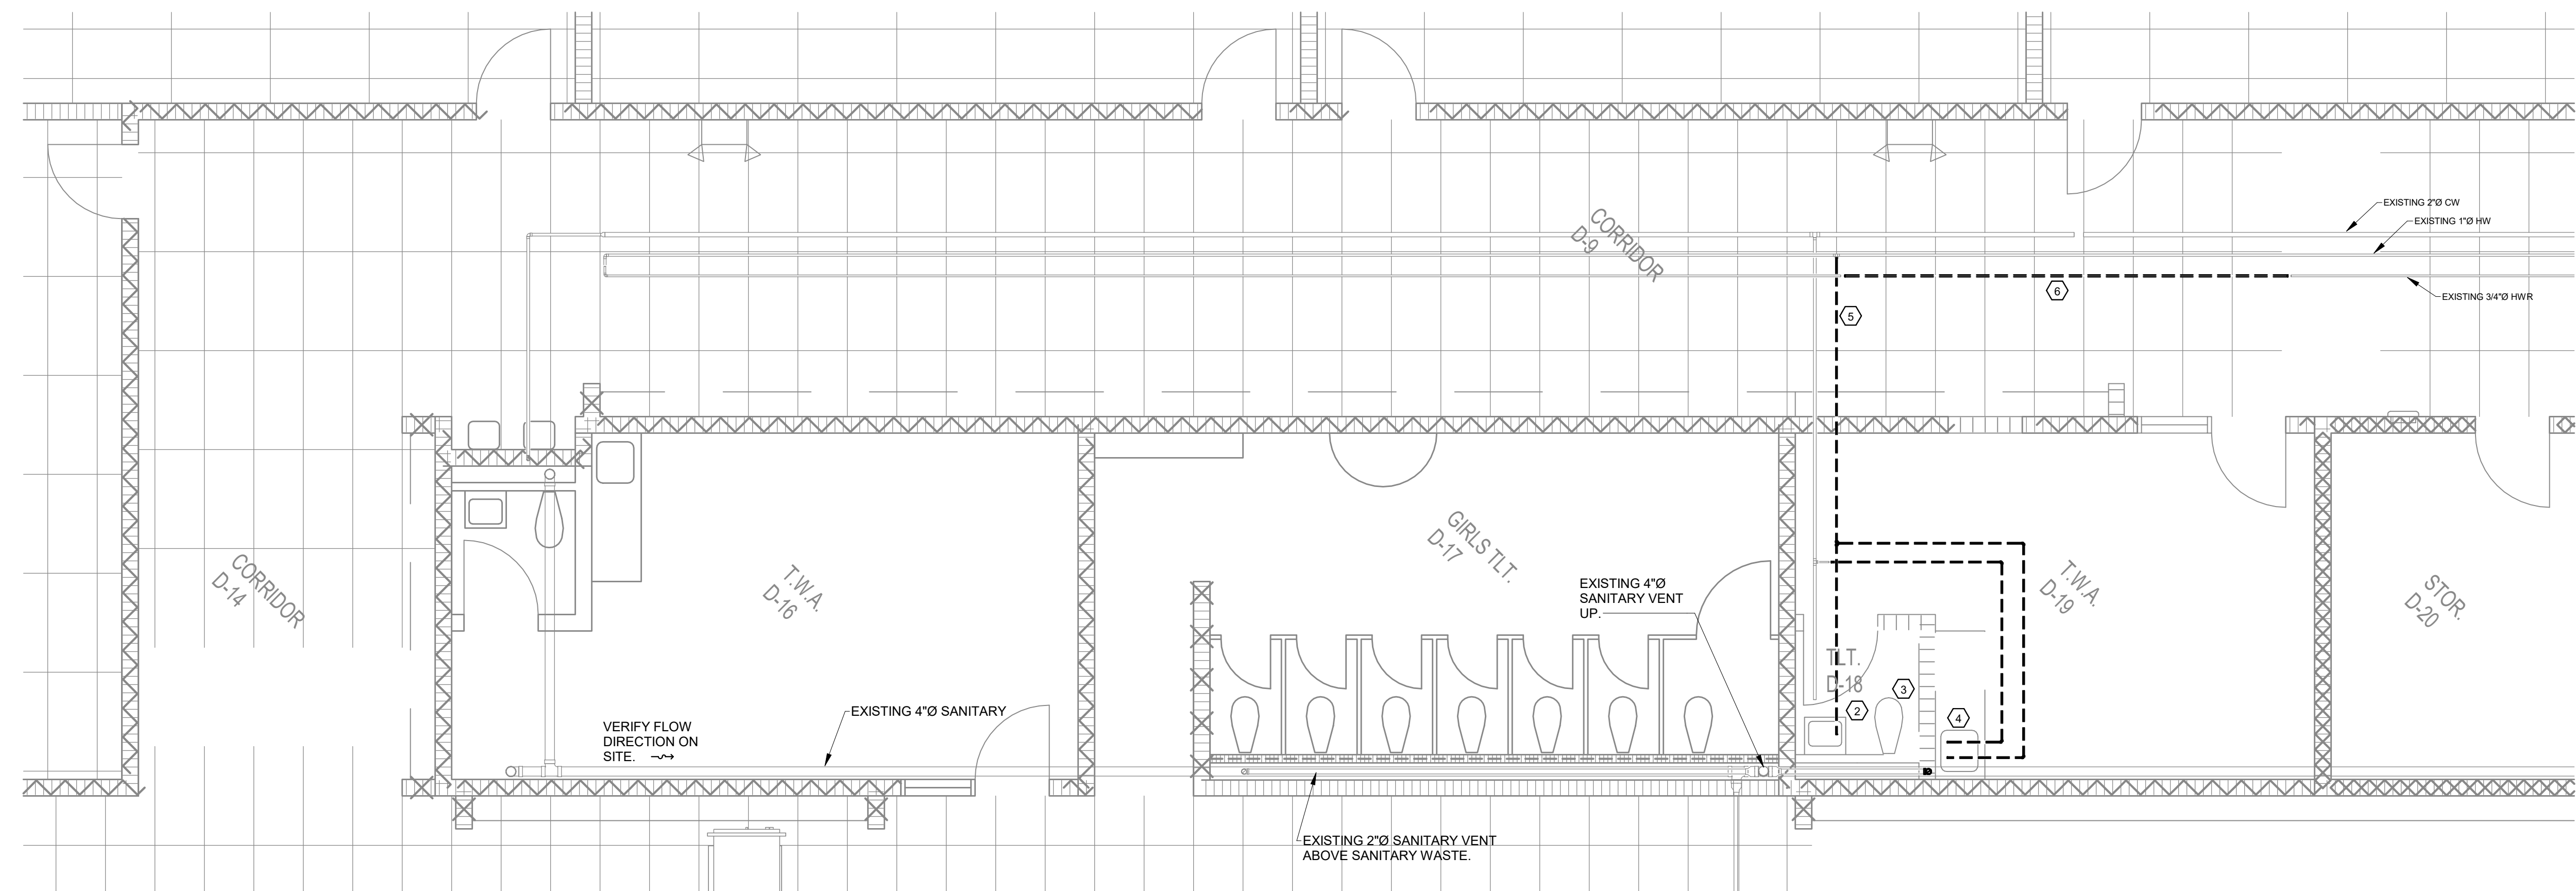 EXISTING 2"Ø CW
EXISTING 1"Ø HW
CORRIDOR
D-9
6
EXISTING 3/4"Ø HWR
5
CORRIDOR
D-14
T.W.A.
D-16
GIRLS TLT.
D-17
EXISTING 4"Ø
SANITARY VENT
UP.
T.W.A.
D-19
STOR.
D-20
TLT.
D-18
3
2
4
VERIFY FLOW
DIRECTION ON
SITE.
EXISTING 4"Ø SANITARY
EXISTING 2"Ø SANITARY VENT
ABOVE SANITARY WASTE.